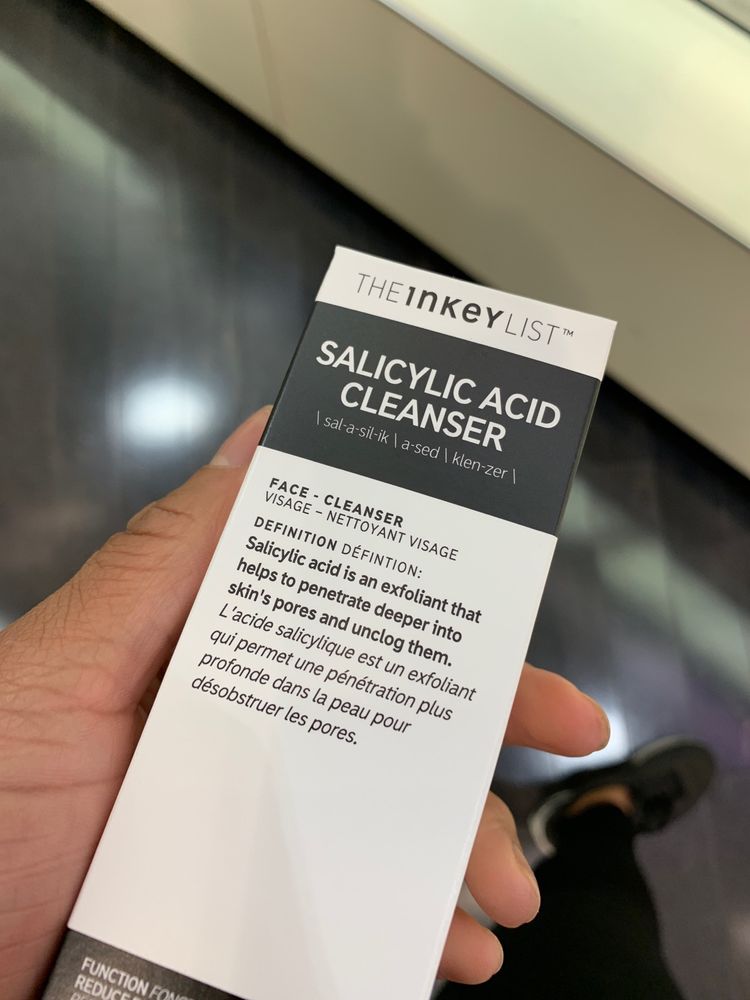 THE INKEY LIST™
SALICYLIC ACID
CLEANSER
\ sal-a-sil-ik \ a-sed \ klen-zer \
FACE - CLEANSER
VISAGE – NETTOYANT VISAGE
DEFINITION DÉFINTION:
Salicylic acid is an exfoliant that
helps to penetrate deeper into
skin's pores and unclog them.
L'acide salicylique est un exfoliant
qui permet une pénétration plus
profonde dans la peau pour
désobstruer les pores.
FUNCTION
REDUCE